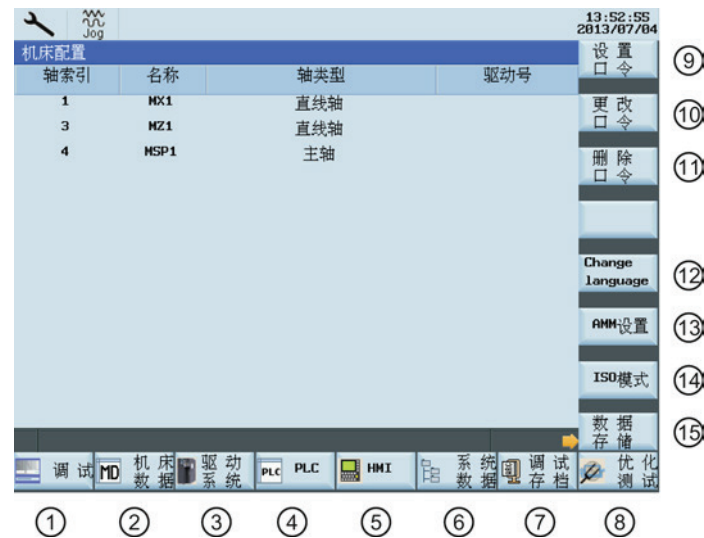 Jog
13:52:55
2013/07/04
机床配置
轴索引 名称 轴类型 驱动号
1 MX1 直线轴
3 MZ1 直线轴
4 MSP1 主轴
设置
口令
⑨
更改
口令
⑩
删除
口令
⑪
Change
language
⑫
AMM设置
⑬
ISO模式
⑭
数据
存储
⑮
调试
MD 机床
数据
驱动
系统
PLC PLC
HMI
系统
数据
调试
存档
优化
测试
① ② ③ ④ ⑤ ⑥ ⑦ ⑧